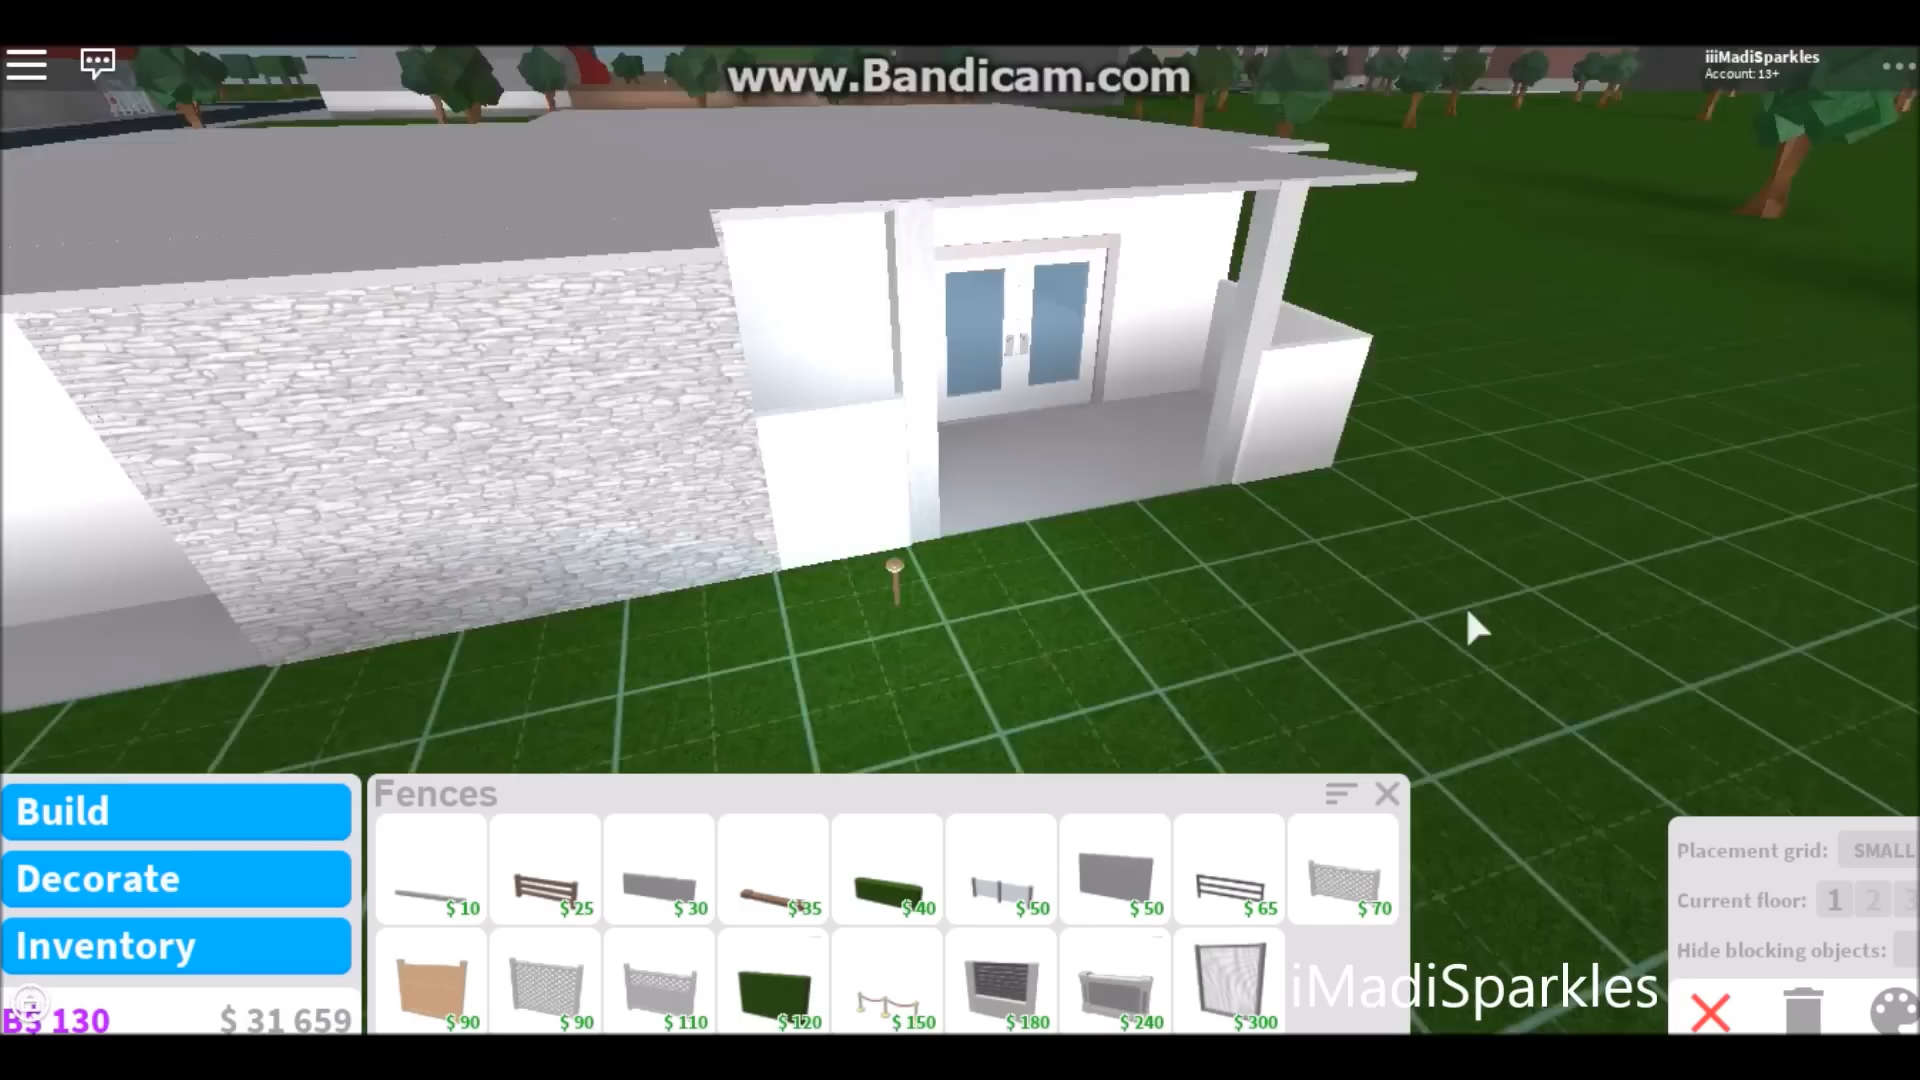 www.Bandicam.com
iiiMadiSparkles
Account: 13+
Build
Decorate
Inventory
B$ 130
$ 31 659
Fences
$ 10
$ 25
$ 30
$ 35
$ 40
$ 50
$ 50
$ 65
$ 70
$ 90
$ 90
$ 110
$ 120
$ 150
$ 180
$ 240
$ 300
iMadiSparkles
Placement grid: SMALL
Current floor: 1 2 3
Hide blocking objects: